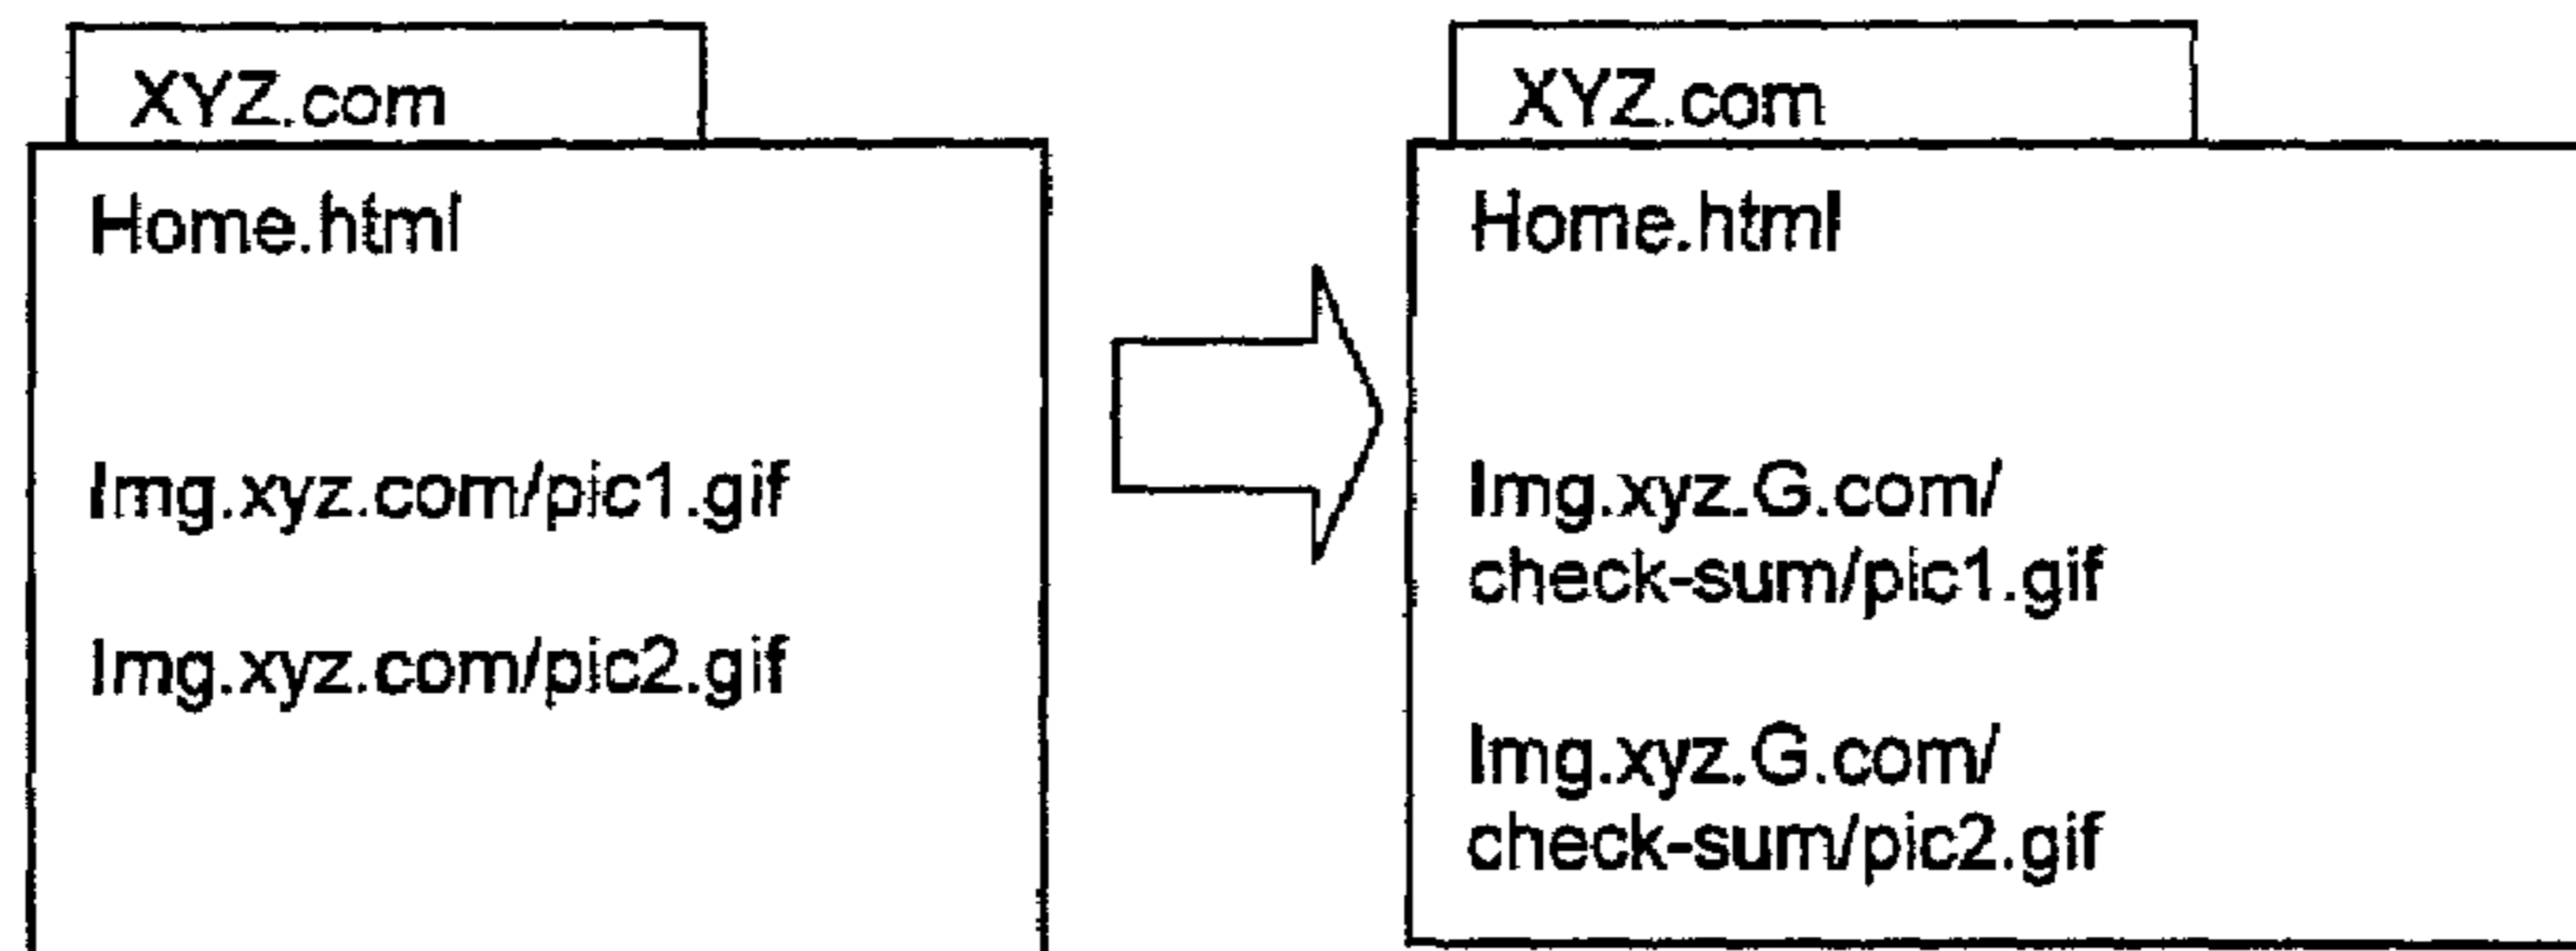 XYZ.com
Home.html
Img.xyz.com/pic1.gif
Img.xyz.com/pic2.gif
XYZ.com
Home.html
Img.xyz.G.com/
check-sum/pic1.gif
Img.xyz.G.com/
check-sum/pic2.gif